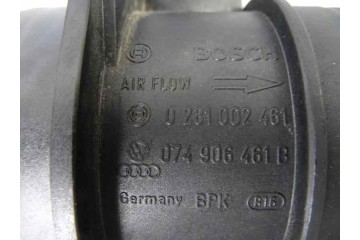 BOSCH
AIR FLOW
0 281 002 461
074 906 461 B
Germany BPK